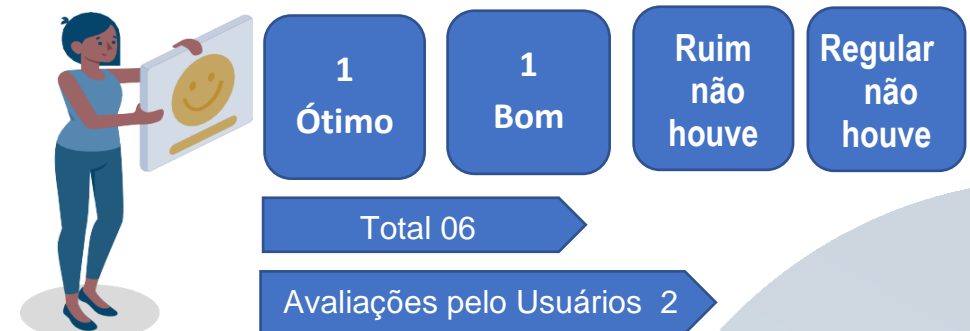 1
Ótimo
1
Bom
Ruim
não
houve
Regular
não
houve
Total 06
Avaliações pelo Usuários 2